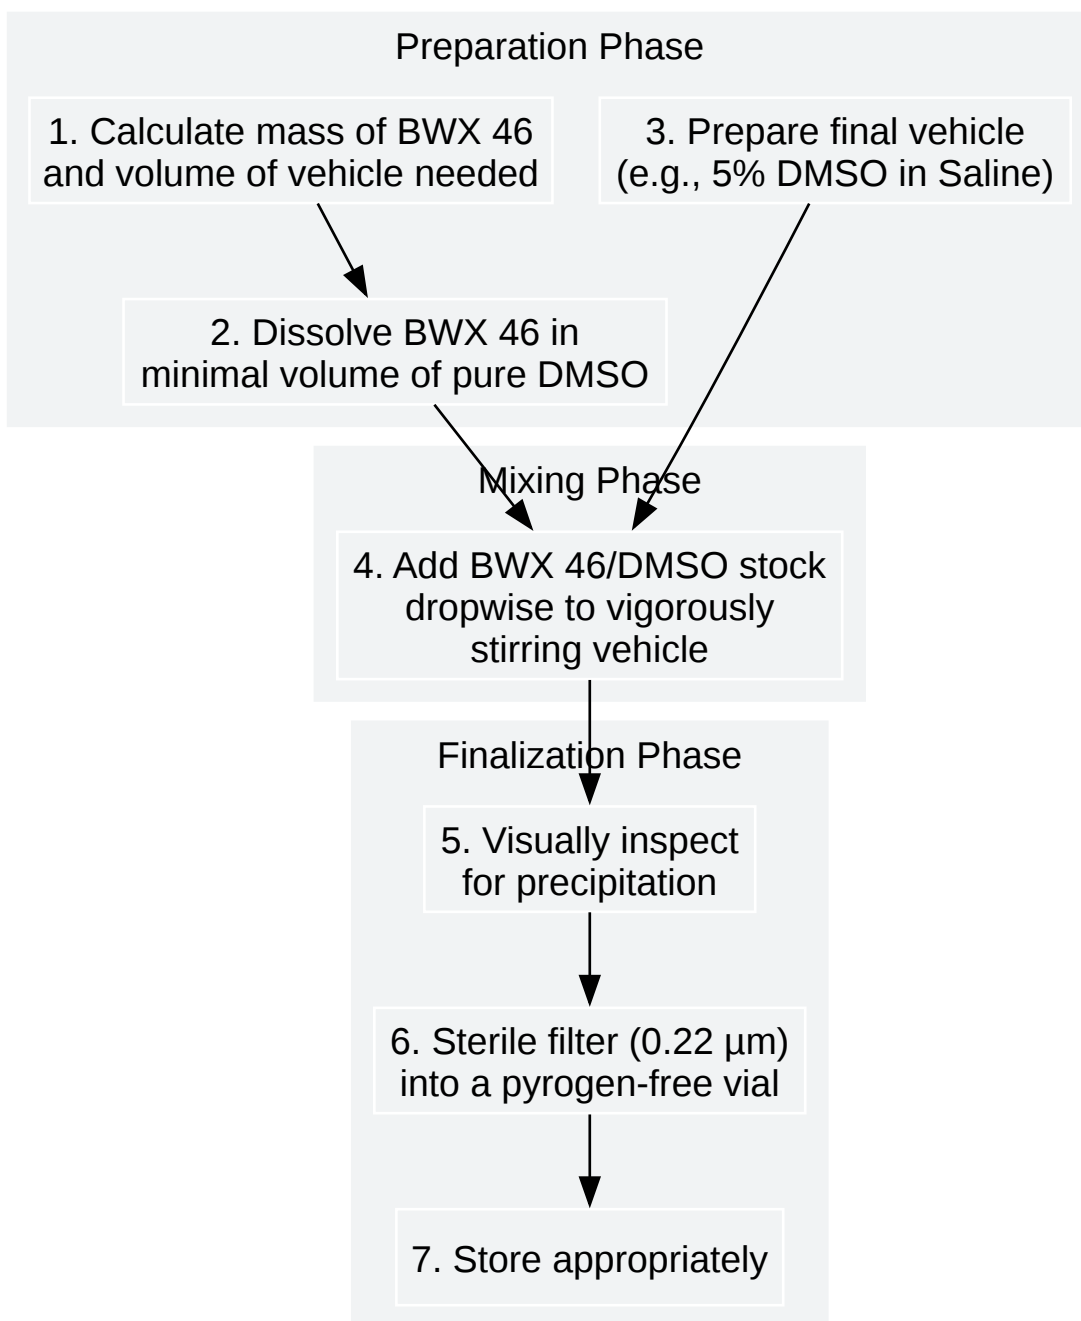 Preparation Phase
1. Calculate mass of BWX 46
and volume of vehicle needed
3. Prepare final vehicle
(e.g., 5% DMSO in Saline)
2. Dissolve BWX 46 in
minimal volume of pure DMSO
Mixing Phase
4. Add BWX 46/DMSO stock
dropwise to vigorously
stirring vehicle
Finalization Phase
5. Visually inspect
for precipitation
6. Sterile filter (0.22 µm)
into a pyrogen-free vial
7. Store appropriately